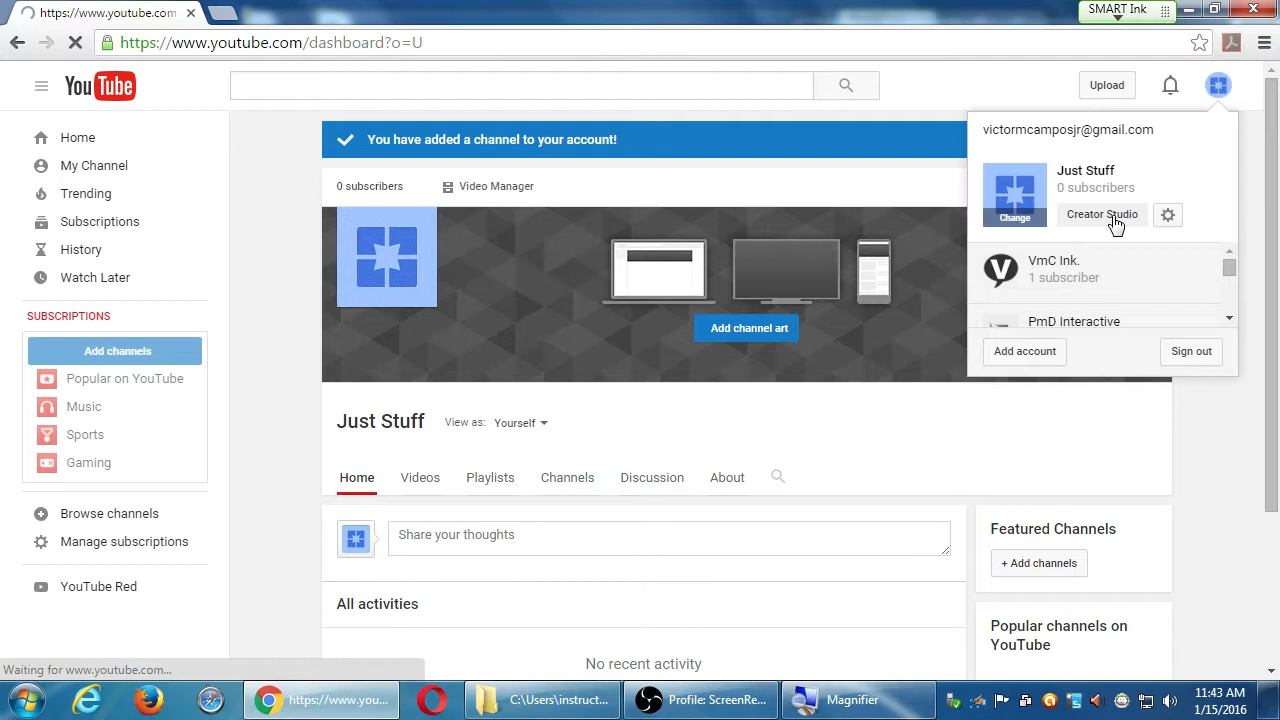 https://www.youtube.com
SMART Ink
https://www.youtube.com/dashboard?o=U
YouTube
Upload
victormcamposjr@gmail.com
Just Stuff
0 subscribers
Change
Creator Studio
VmC Ink.
1 subscriber
PmD Interactive
Add account
Sign out
Home
My Channel
Trending
Subscriptions
History
Watch Later
SUBSCRIPTIONS
Add channels
Popular on YouTube
Music
Sports
Gaming
Browse channels
Manage subscriptions
YouTube Red
You have added a channel to your account!
0 subscribers
Video Manager
Add channel art
Just Stuff
View as: Yourself
Home
Videos
Playlists
Channels
Discussion
About
Share your thoughts
All activities
No recent activity
Featured Channels
+ Add channels
Popular channels on
YouTube
Waiting for www.youtube.com...
https://www.you...
C:\Users\instruct...
Profile: ScreenRe...
Magnifier
11:43 AM
1/15/2016